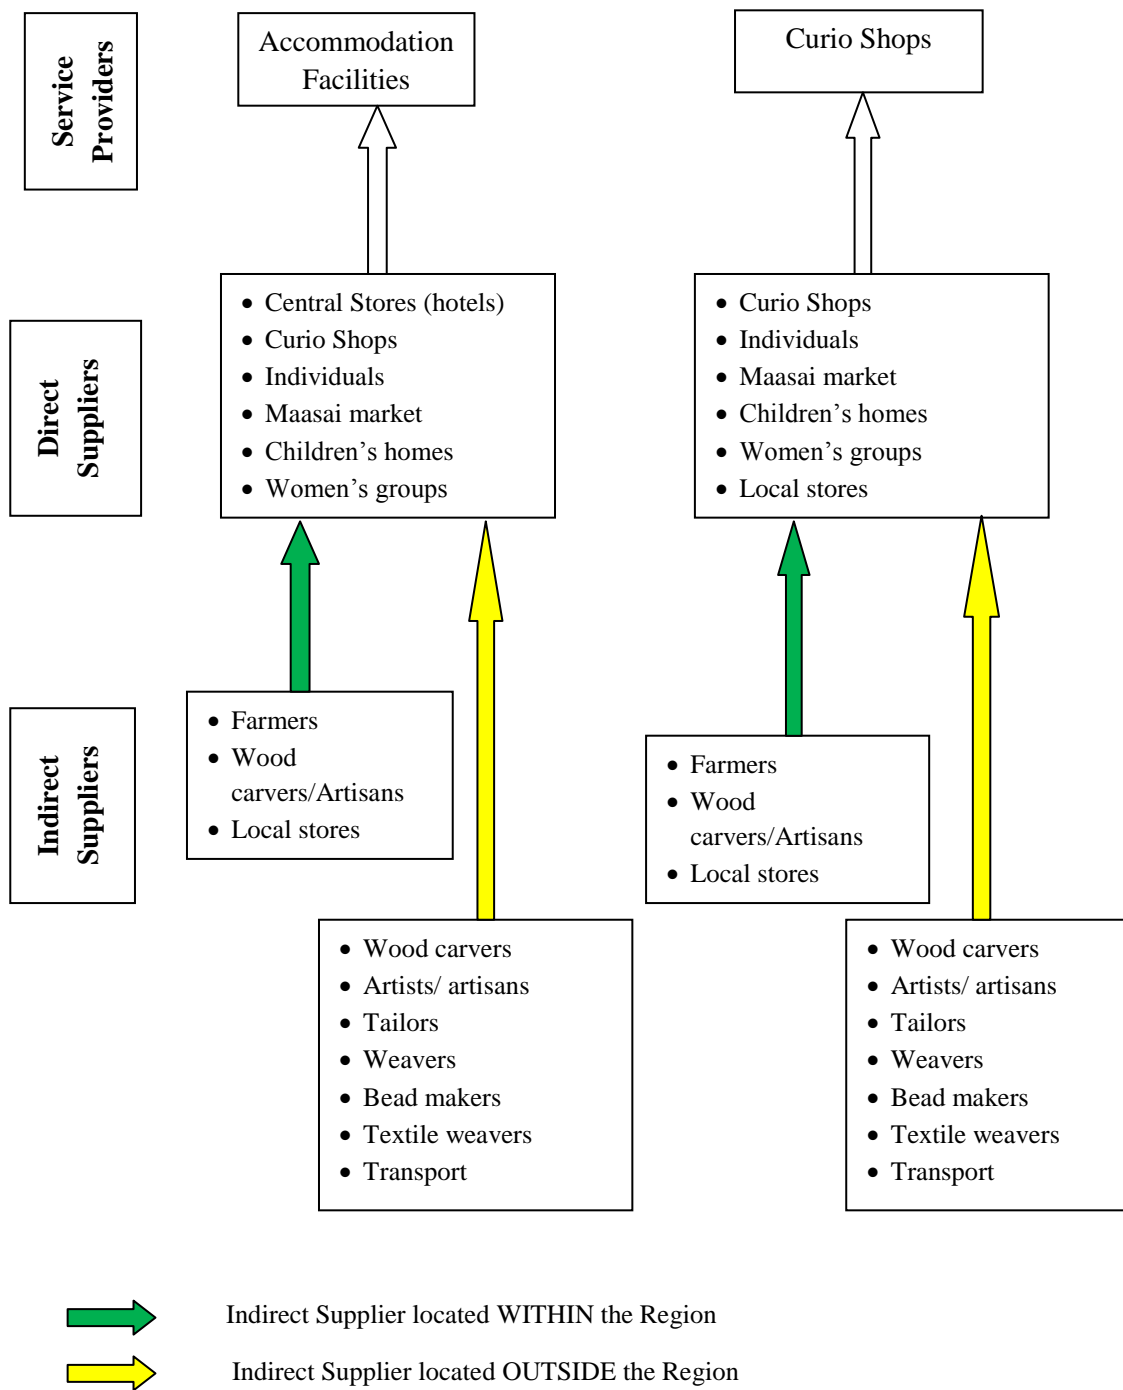 Service
Providers
Accommodation
Facilities
Curio Shops
Direct
Suppliers
• Central Stores (hotels)
• Curio Shops
• Individuals
• Maasai market
• Children’s homes
• Women’s groups
• Curio Shops
• Individuals
• Maasai market
• Children’s homes
• Women’s groups
• Local stores
Indirect
Suppliers
• Farmers
• Wood
carvers/Artisans
• Local stores
• Farmers
• Wood
carvers/Artisans
• Local stores
• Wood carvers
• Artists/ artisans
• Tailors
• Weavers
• Bead makers
• Textile weavers
• Transport
• Wood carvers
• Artists/ artisans
• Tailors
• Weavers
• Bead makers
• Textile weavers
• Transport
Indirect Supplier located WITHIN the Region
Indirect Supplier located OUTSIDE the Region